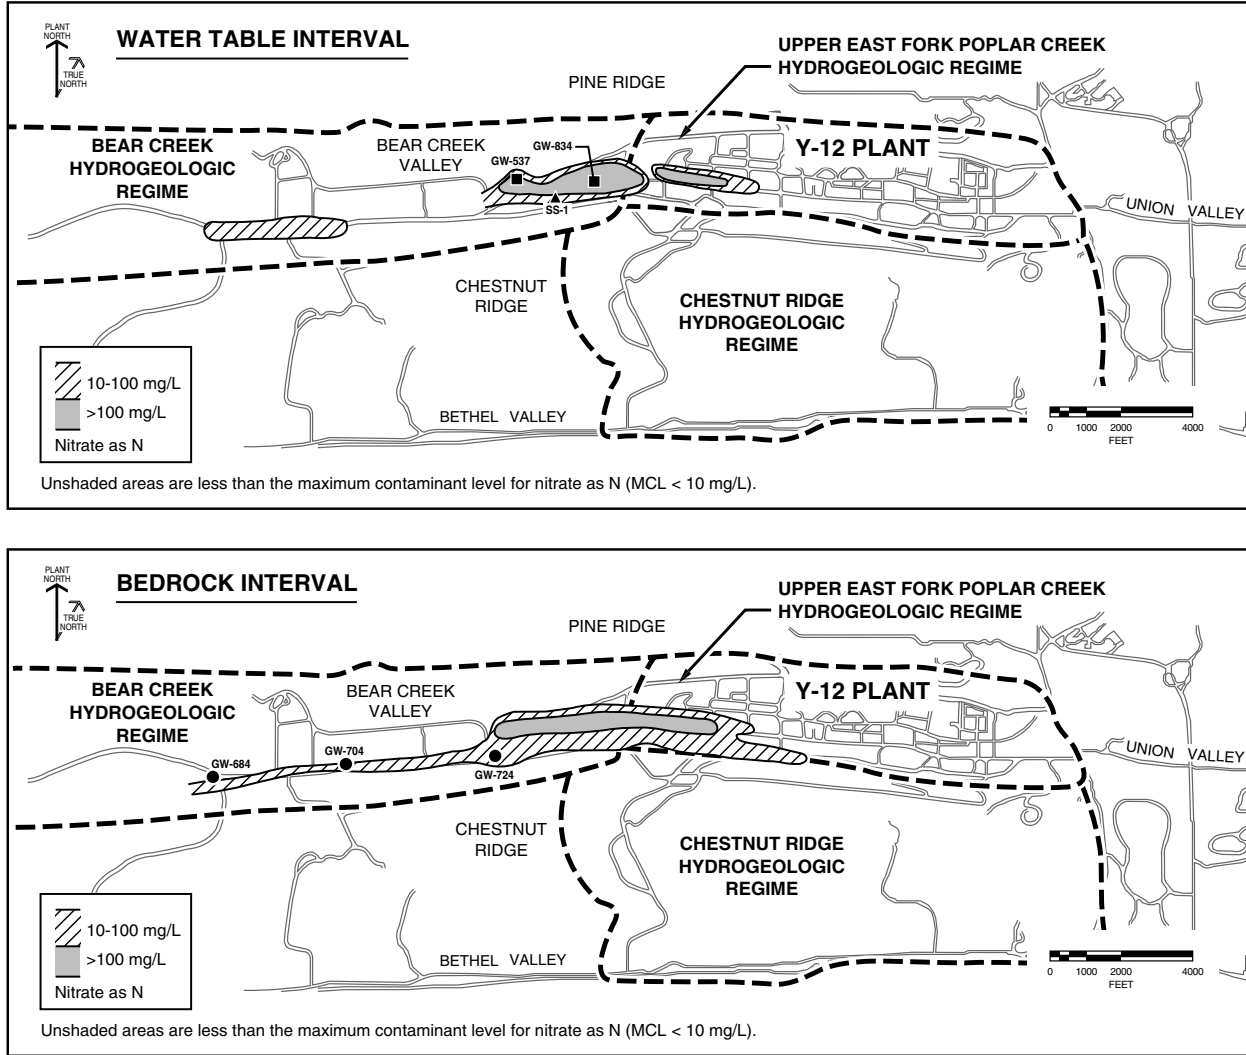 PLANT
NORTH
TRUE
NORTH
WATER TABLE INTERVAL
UPPER EAST FORK POPLAR CREEK
HYDROGEOLOGIC REGIME
PINE RIDGE
BEAR CREEK
HYDROGEOLOGIC
REGIME
BEAR CREEK
VALLEY
GW-834
GW-537
SS-1
Y-12 PLANT
UNION VALLEY
CHESTNUT
RIDGE
CHESTNUT RIDGE
HYDROGEOLOGIC
REGIME
10-100 mg/L
>100 mg/L
Nitrate as N
BETHEL VALLEY
0 1000 2000 4000
FEET
Unshaded areas are less than the maximum contaminant level for nitrate as N (MCL < 10 mg/L).
PLANT
NORTH
TRUE
NORTH
BEDROCK INTERVAL
UPPER EAST FORK POPLAR CREEK
HYDROGEOLOGIC REGIME
PINE RIDGE
BEAR CREEK
HYDROGEOLOGIC
REGIME
BEAR CREEK
VALLEY
Y-12 PLANT
UNION VALLEY
GW-684
GW-704
GW-724
CHESTNUT
RIDGE
CHESTNUT RIDGE
HYDROGEOLOGIC
REGIME
10-100 mg/L
>100 mg/L
Nitrate as N
BETHEL VALLEY
0 1000 2000 4000
FEET
Unshaded areas are less than the maximum contaminant level for nitrate as N (MCL < 10 mg/L).